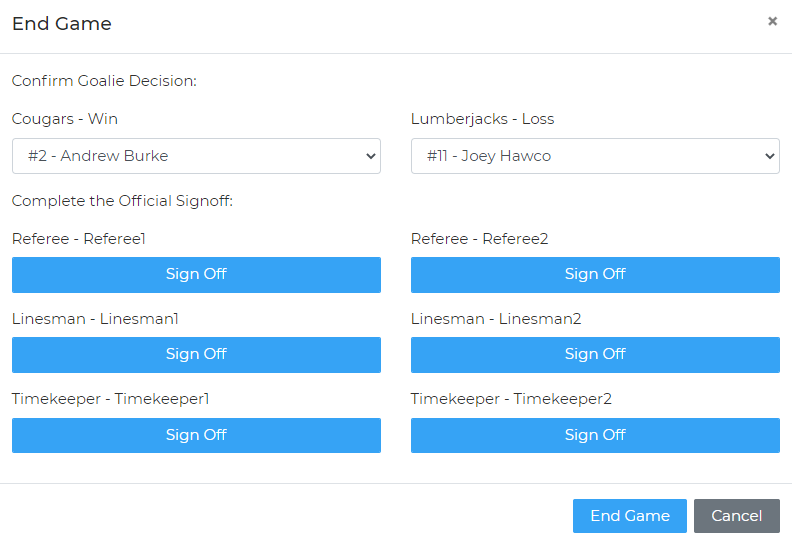 End Game ×
Confirm Goalie Decision:
Cougars - Win Lumberjacks - Loss
#2 - Andrew Burke #11 - Joey Hawco
Complete the Official Signoff:
Referee - Referee1 Referee - Referee2
Sign Off Sign Off
Linesman - Linesman1 Linesman - Linesman2
Sign Off Sign Off
Timekeeper - Timekeeper1 Timekeeper - Timekeeper2
Sign Off Sign Off
End Game Cancel